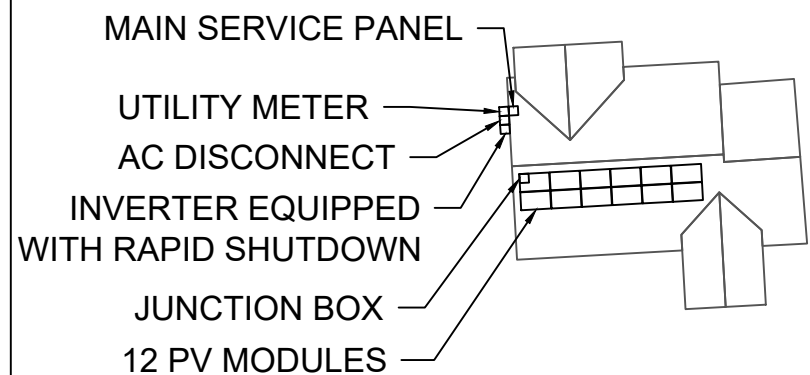 MAIN SERVICE PANEL
UTILITY METER
AC DISCONNECT
INVERTER EQUIPPED
WITH RAPID SHUTDOWN
JUNCTION BOX
12 PV MODULES